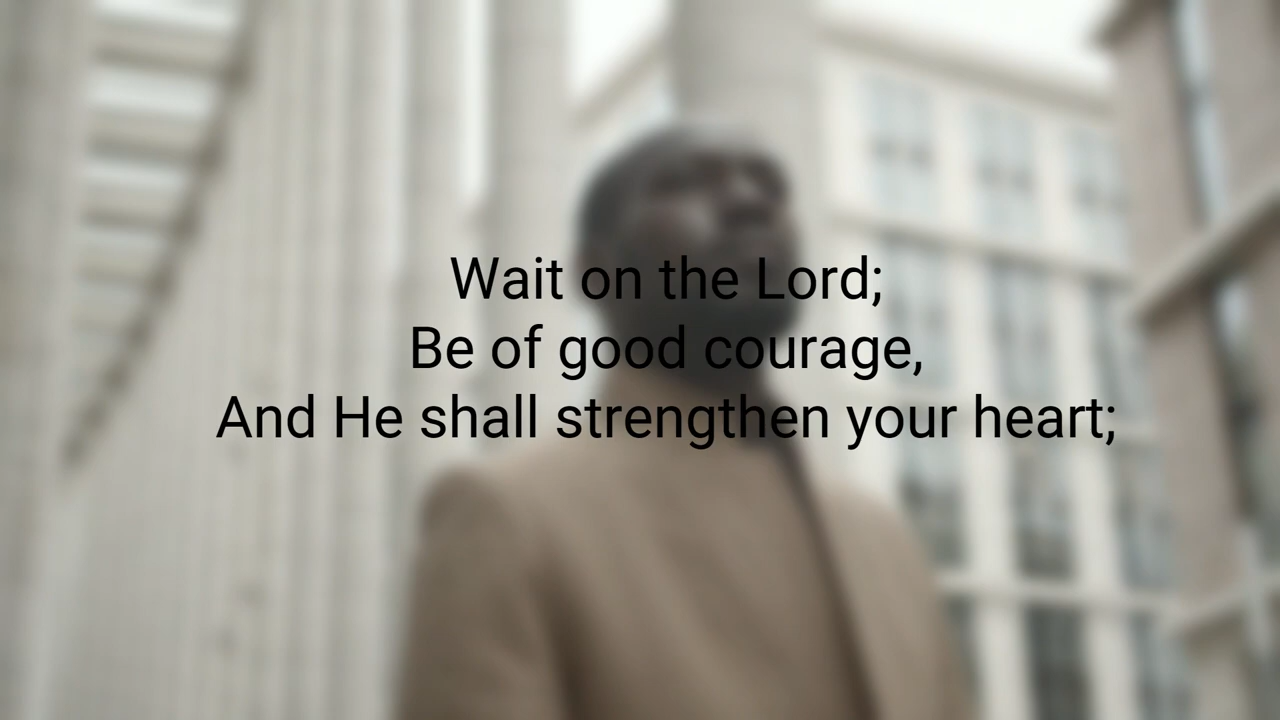 Wait on the Lord;
Be of good courage,
And He shall strengthen your heart;